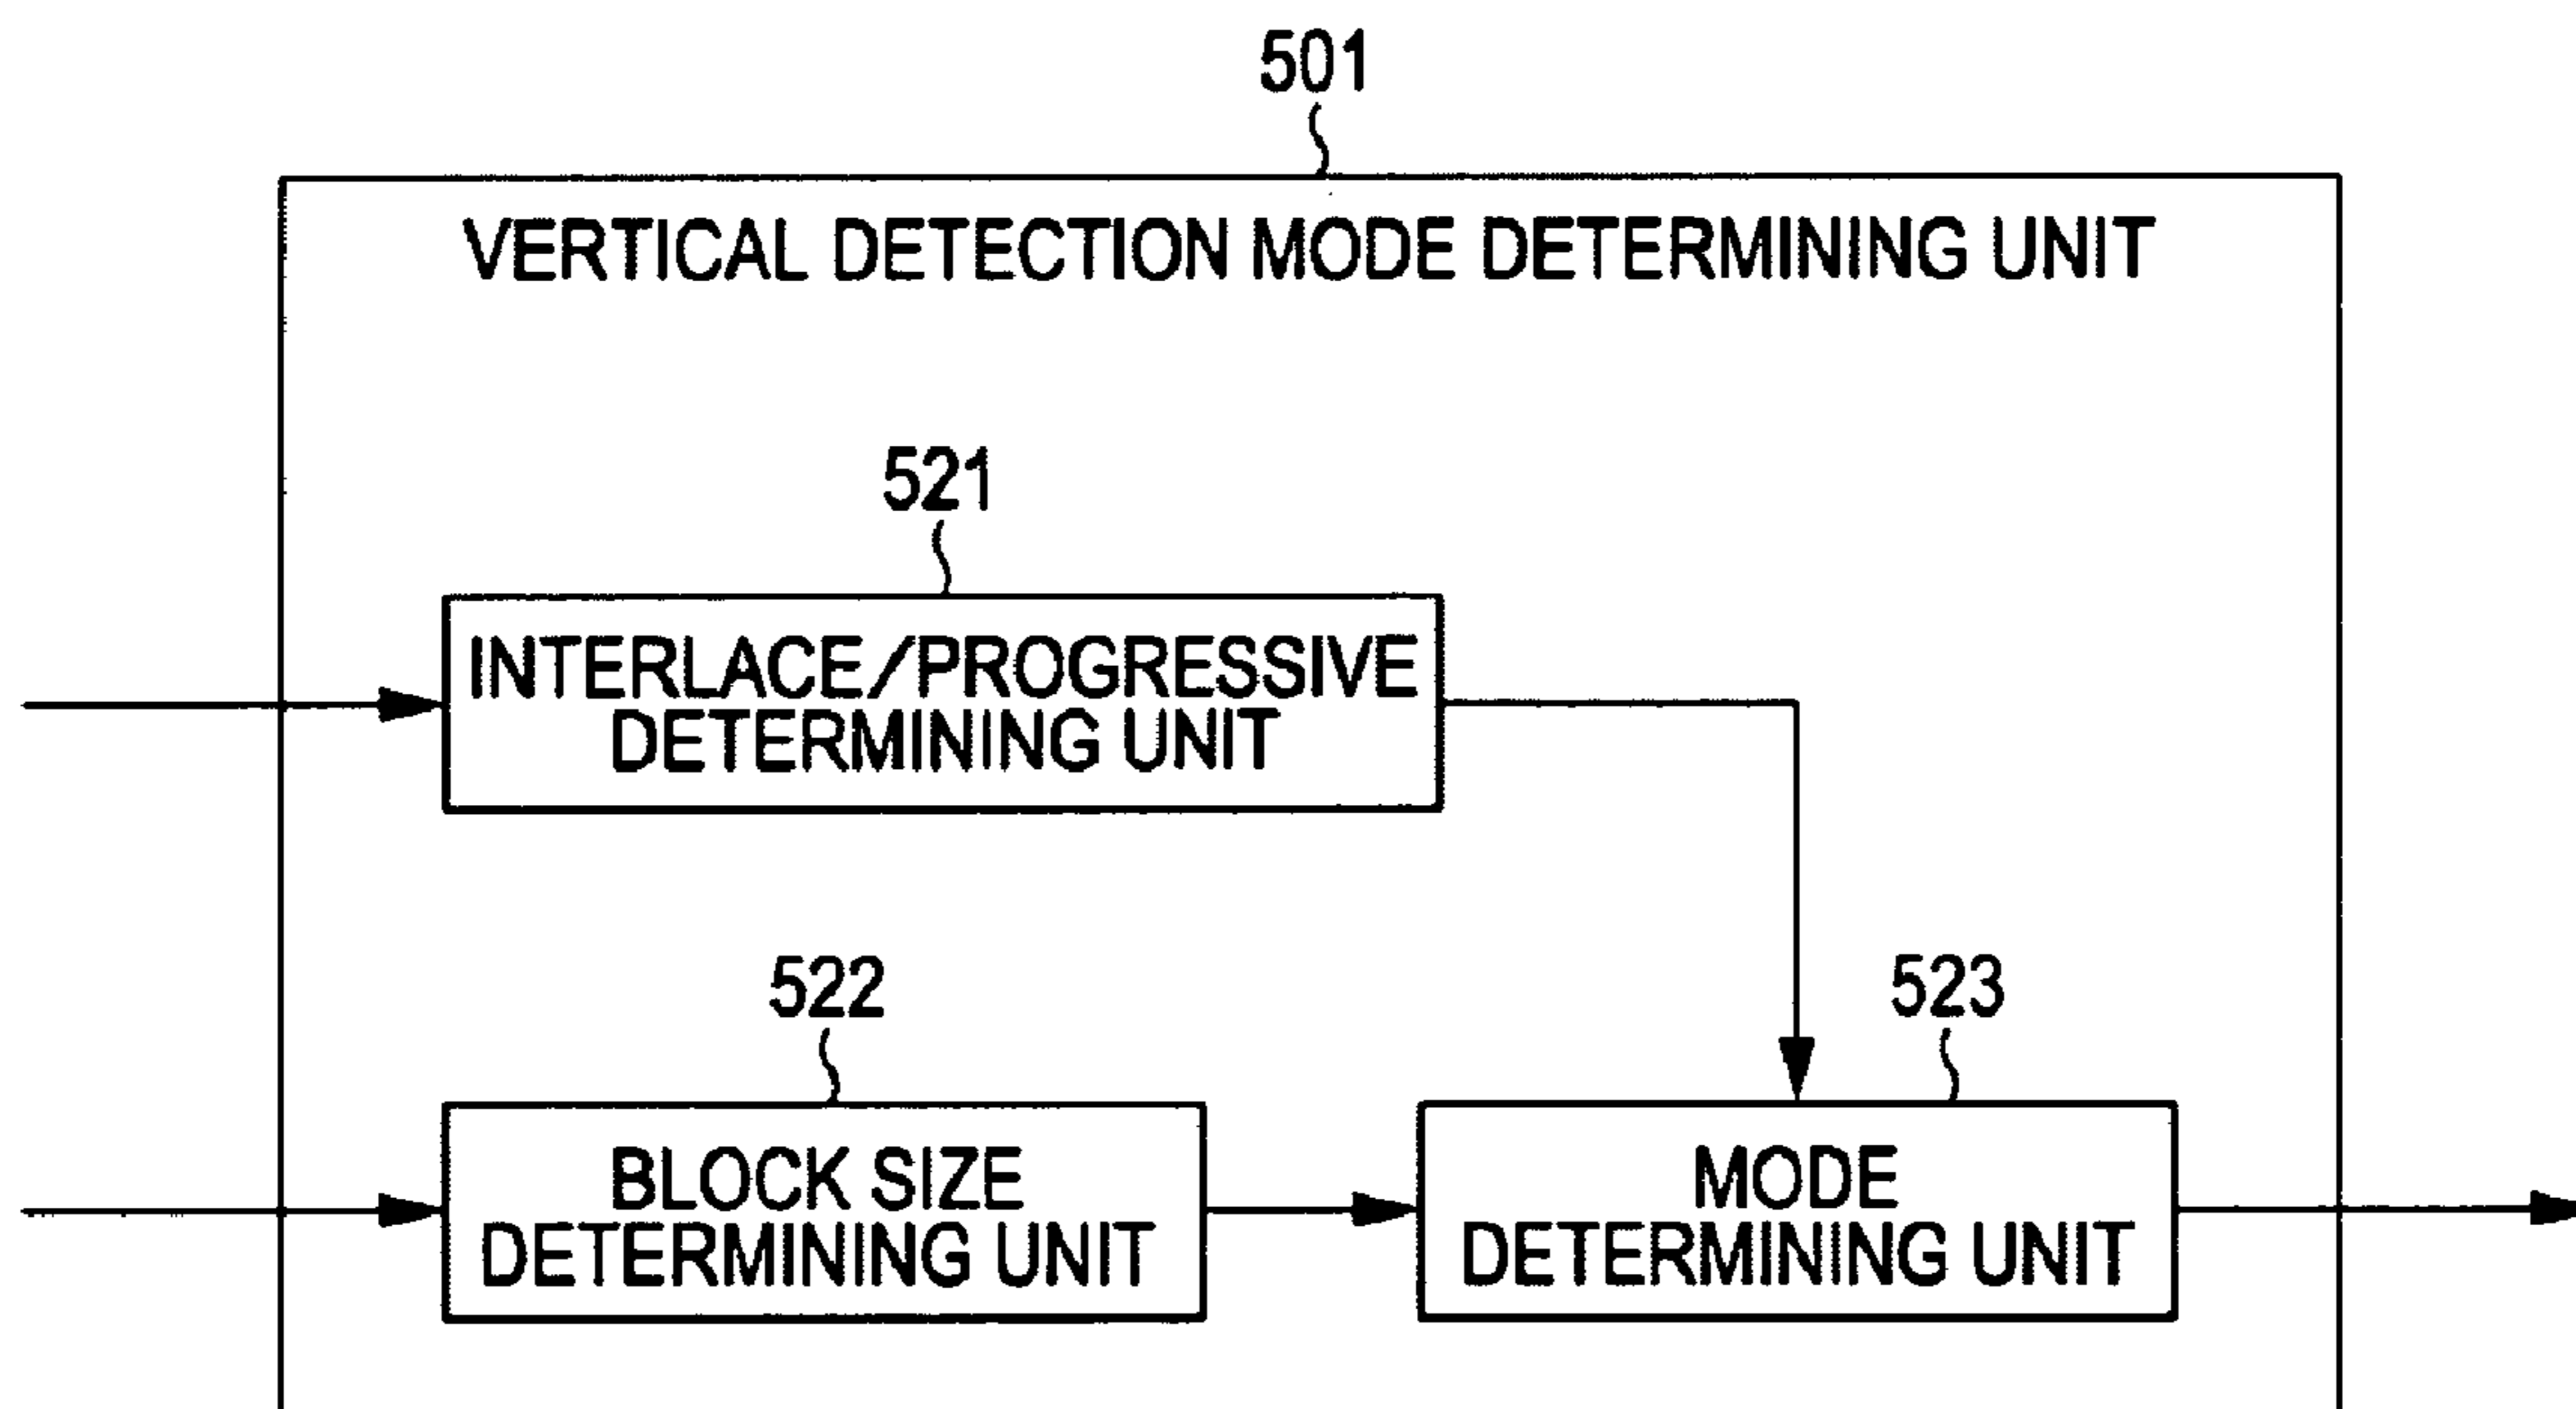 501
VERTICAL DETECTION MODE DETERMINING UNIT
521
INTERLACE/PROGRESSIVE
DETERMINING UNIT
522
BLOCK SIZE
DETERMINING UNIT
523
MODE
DETERMINING UNIT